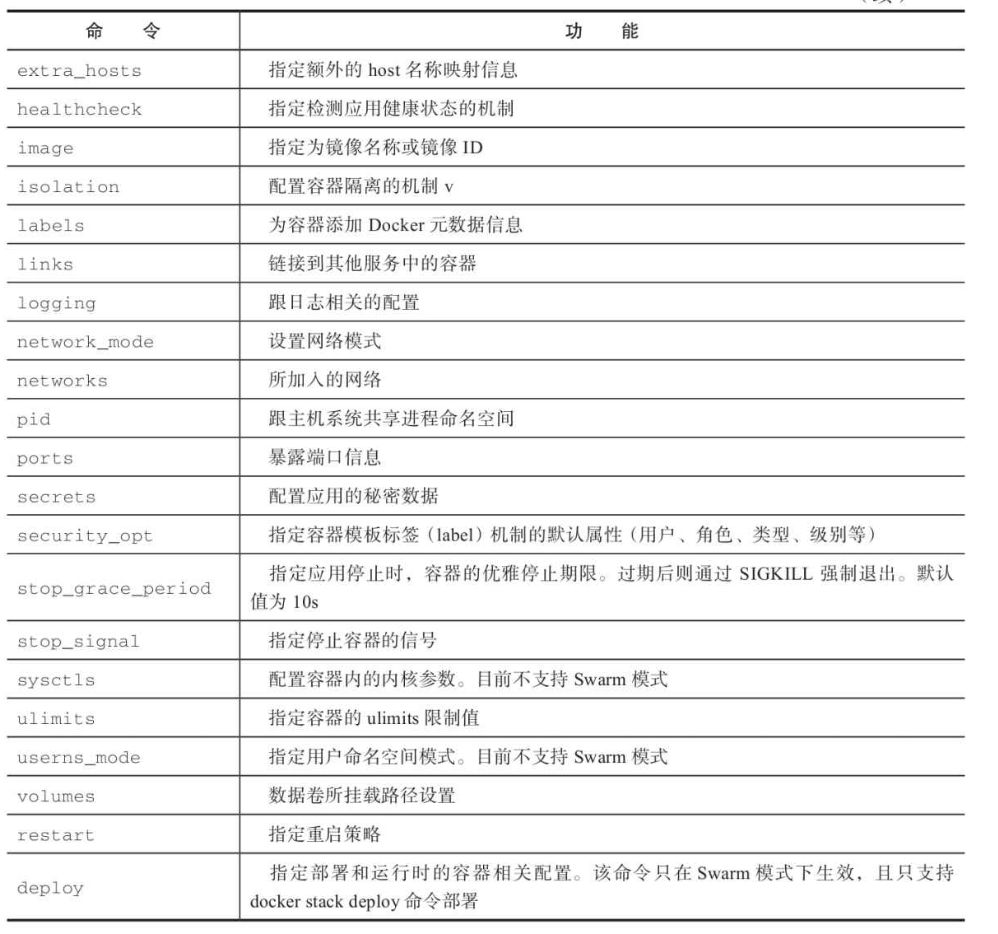 命 令 功 能
extra_hosts 指定额外的 host 名称映射信息
healthcheck 指定检测应用健康状态的机制
image 指定为镜像名称或镜像 ID
isolation 配置容器隔离的机制 v
labels 为容器添加 Docker 元数据信息
links 链接到其他服务中的容器
logging 跟日志相关的配置
network_mode 设置网络模式
networks 所加入的网络
pid 跟主机系统共享进程命名空间
ports 暴露端口信息
secrets 配置应用的秘密数据
security_opt 指定容器模板标签（label）机制的默认属性（用户、角色、类型、级别等）
stop_grace_period 指定应用停止时，容器的优雅停止期限。过期后则通过 SIGKILL 强制退出。默认
值为 10s
stop_signal 指定停止容器的信号
sysctls 配置容器内的内核参数。目前不支持 Swarm 模式
ulimits 指定容器的 ulimits 限制值
userns_mode 指定用户命名空间模式。目前不支持 Swarm 模式
volumes 数据卷所挂载路径设置
restart 指定重启策略
deploy 指定部署和运行时的容器相关配置。该命令只在 Swarm 模式下生效，且只支持
docker stack deploy 命令部署